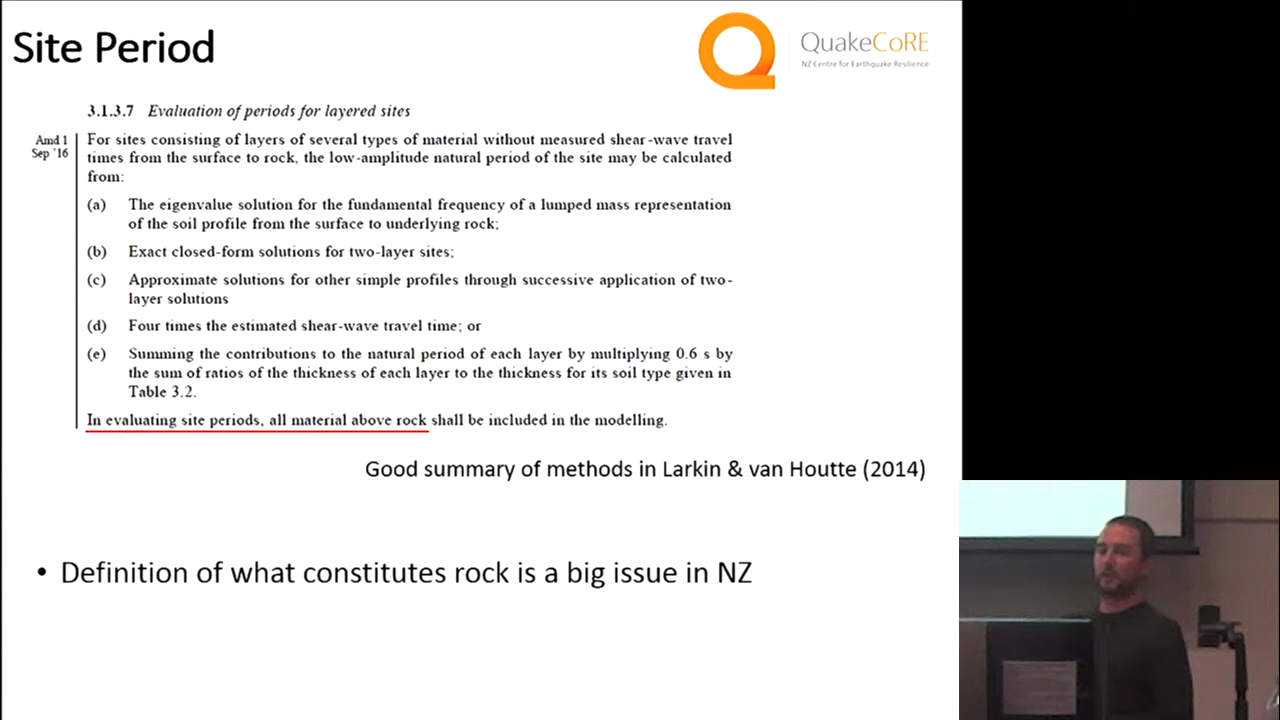 Site Period
QuakeCoRE
NZ Centre for Earthquake Resilience
3.1.3.7 Evaluation of periods for layered sites
Amd 1
Sep '16
For sites consisting of layers of several types of material without measured shear-wave travel
times from the surface to rock, the low-amplitude natural period of the site may be calculated
from:
(a) The eigenvalue solution for the fundamental frequency of a lumped mass representation
of the soil profile from the surface to underlying rock;
(b) Exact closed-form solutions for two-layer sites;
(c) Approximate solutions for other simple profiles through successive application of two-
layer solutions
(d) Four times the estimated shear-wave travel time; or
(e) Summing the contributions to the natural period of each layer by multiplying 0.6 s by
the sum of ratios of the thickness of each layer to the thickness for its soil type given in
Table 3.2.
In evaluating site periods, all material above rock shall be included in the modelling.
Good summary of methods in Larkin & van Houtte (2014)
• Definition of what constitutes rock is a big issue in NZ